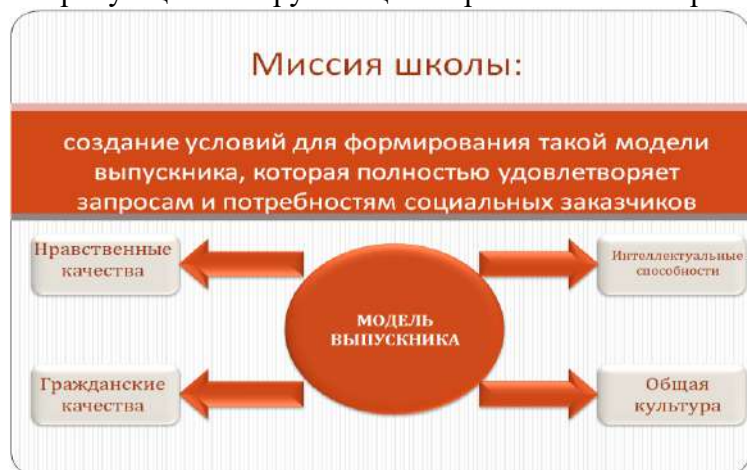 Миссия школы:
создание условий для формирования такой модели
выпускника, которая полностью удовлетворяет
запросам и потребностям социальных заказчиков
Нравственные
качества
Интеллектуальные
способности
МОДЕЛЬ
ВЫПУСКНИКА
Гражданские
качества
Общая
культура